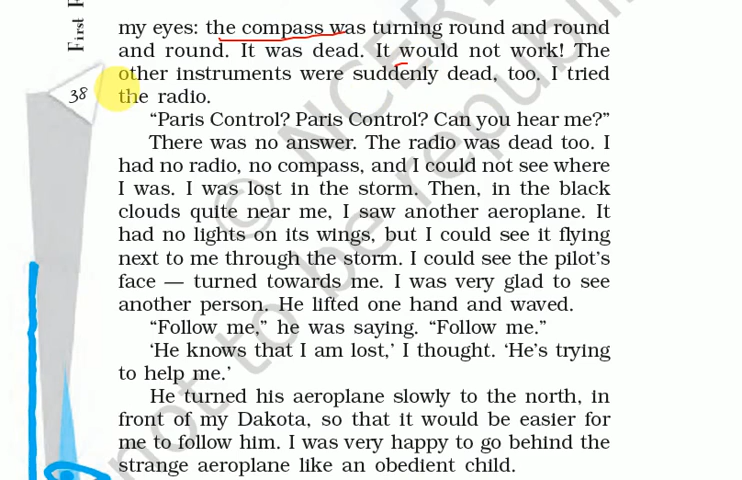 First F
38
my eyes: the compass was turning round and round
and round. It was dead. It would not work! The
other instruments were suddenly dead, too. I tried
the radio.
“Paris Control? Paris Control? Can you hear me?”
There was no answer. The radio was dead too. I
had no radio, no compass, and I could not see where
I was. I was lost in the storm. Then, in the black
clouds quite near me, I saw another aeroplane. It
had no lights on its wings, but I could see it flying
next to me through the storm. I could see the pilot’s
face — turned towards me. I was very glad to see
another person. He lifted one hand and waved.
“Follow me,” he was saying. “Follow me.”
‘He knows that I am lost,’ I thought. ‘He’s trying
to help me.’
He turned his aeroplane slowly to the north, in
front of my Dakota, so that it would be easier for
me to follow him. I was very happy to go behind the
strange aeroplane like an obedient child.
© NCERT
not to be republi